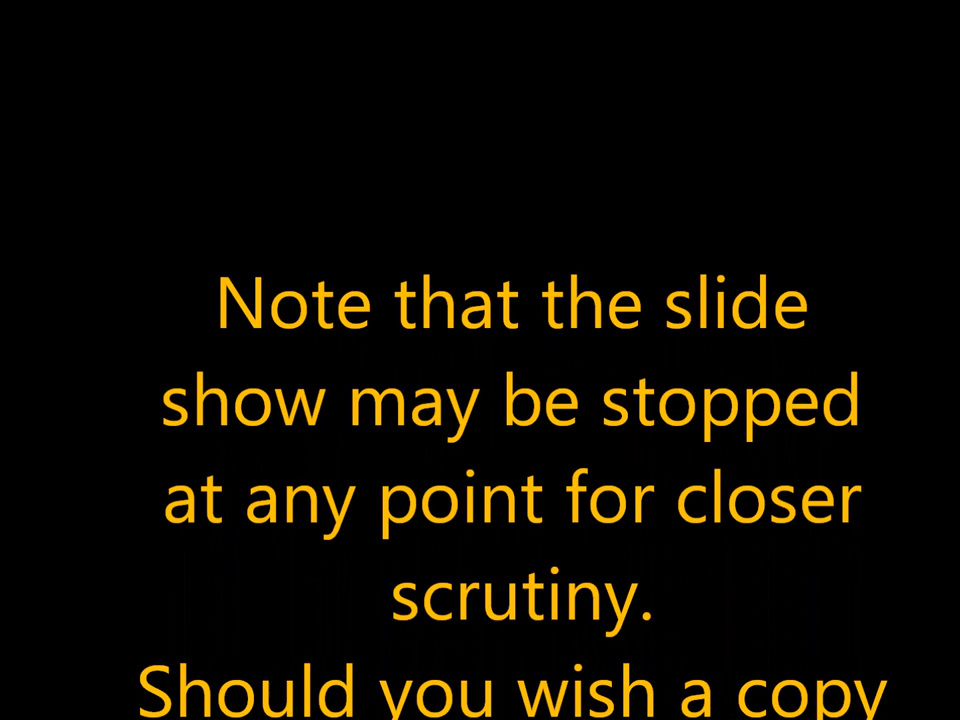 Note that the slide
show may be stopped
at any point for closer
scrutiny.
Should you wish a copy